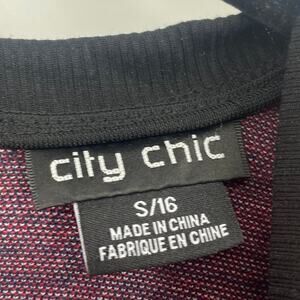 city chic
S/16
MADE IN CHINA
FABRIQUE EN CHINE